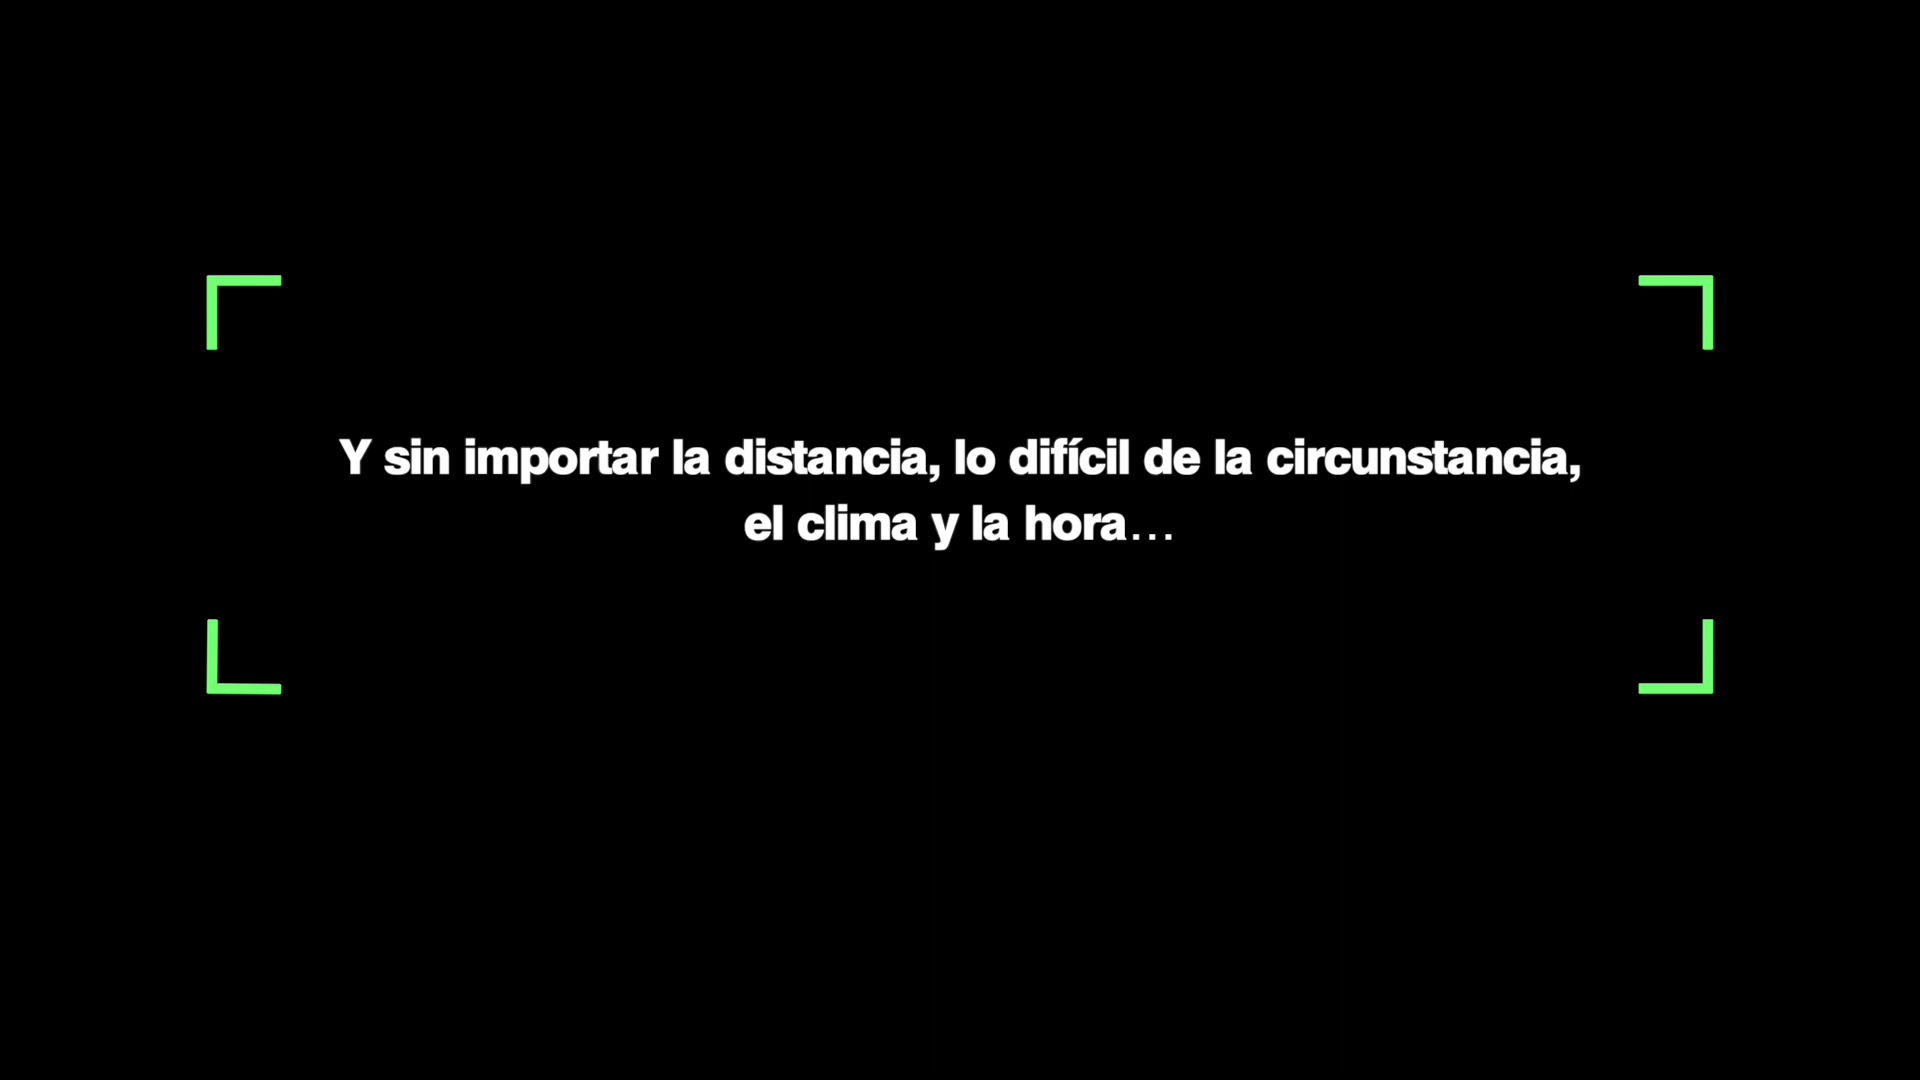 Y sin importar la distancia, lo difícil de la circunstancia,
el clima y la hora…